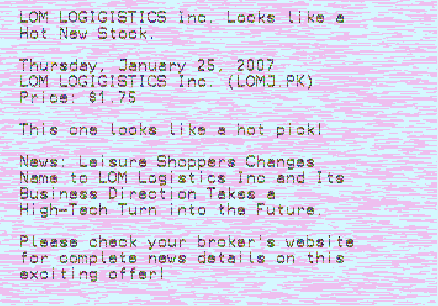 LOM LOGIGISTICS Inc. Looks like a
Hot New Stock.
Thursday, January 25, 2007
LOM LOGISTICS Inc. (LOMJ.PK)
Price: $1.75
This one looks like a hot pick!
News: Leisure Shoppers Changes
Name to LOM Logistics Inc and Its
Business Direction Takes a
High-Tech Turn into the Future.
Please check your broker's website
for complete news details on this
exciting offer!